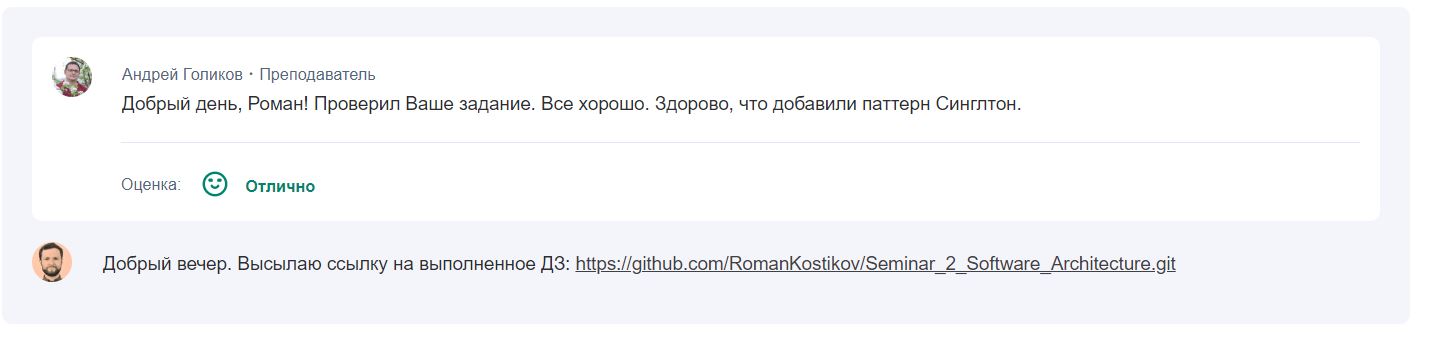 Андрей Голиков · Преподаватель
Добрый день, Роман! Проверил Ваше задание. Все хорошо. Здорово, что добавили паттерн Синглтон.
Оценка: Отлично
Добрый вечер. Высылаю ссылку на выполненное ДЗ: https://github.com/RomanKostikov/Seminar_2_Software_Architecture.git